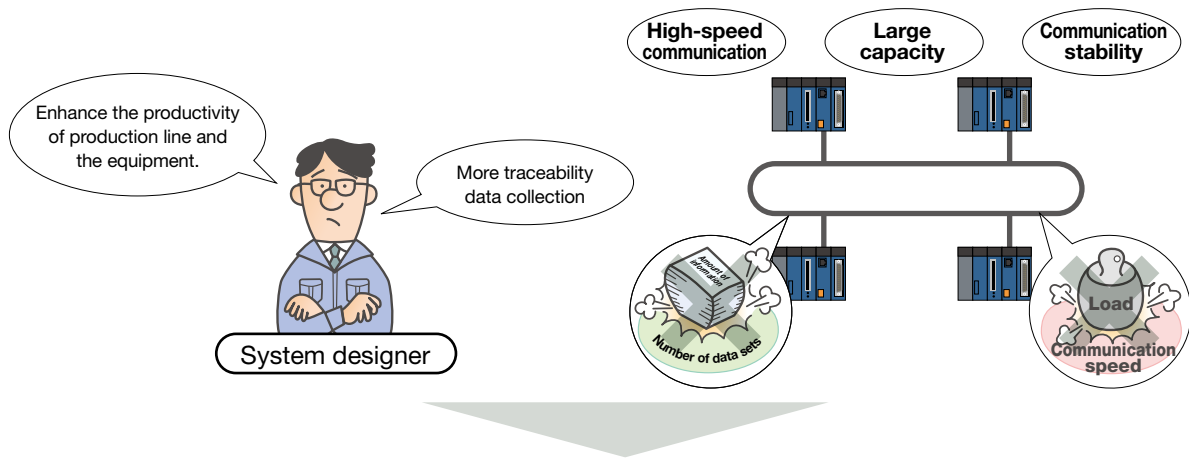 High-speed
communication
Large
capacity
Communication
stability
Enhance the productivity
of production line and
the equipment.
More traceability
data collection
System designer
Amount of
information
Number of data sets
Load
Communication
speed